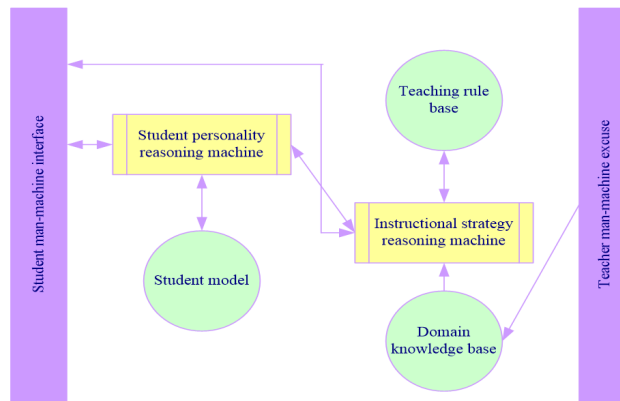 Student man-machine interface
Student personality
reasoning machine
Student model
Teaching rule
base
Instructional strategy
reasoning machine
Domain
knowledge base
Teacher man-machine excuse